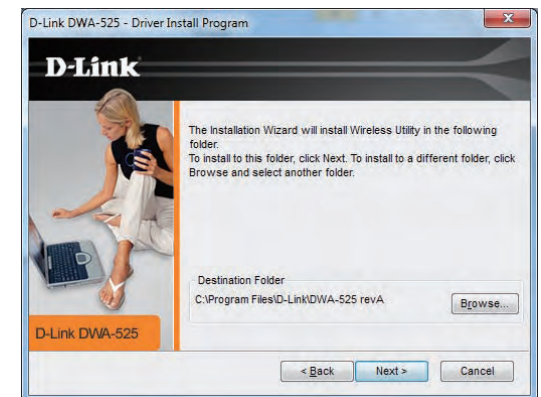 D-Link DWA-525 - Driver Install Program
D-Link
The Installation Wizard will install Wireless Utility in the following
folder.
To install to this folder, click Next. To install to a different folder, click
Browse and select another folder.
Destination Folder
C:\Program Files\D-Link\DWA-525 revA
Browse...
D-Link DWA-525
< Back
Next >
Cancel